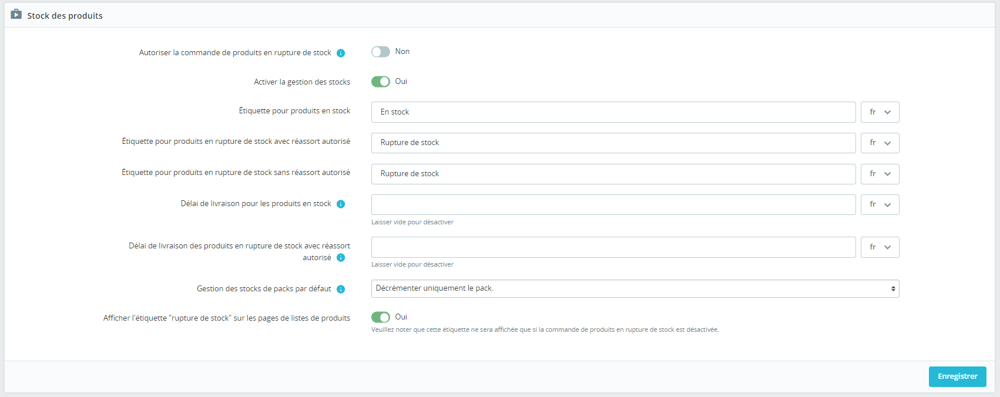 Stock des produits
Autoriser la commande de produits en rupture de stock
Non
Activer la gestion des stocks
Oui
Étiquette pour produits en stock
En stock
fr
Étiquette pour produits en rupture de stock avec réassort autorisé
Rupture de stock
fr
Étiquette pour produits en rupture de stock sans réassort autorisé
Rupture de stock
fr
Délai de livraison pour les produits en stock
fr
Laisser vide pour désactiver
Délai de livraison des produits en rupture de stock avec réassort
autorisé
fr
Laisser vide pour désactiver
Gestion des stocks de packs par défaut
Décrémenter uniquement le pack.
Afficher l'étiquette "rupture de stock" sur les pages de listes de produits
Oui
Veuillez noter que cette étiquette ne sera affichée que si la commande de produits en rupture de stock est désactivée.
Enregistrer